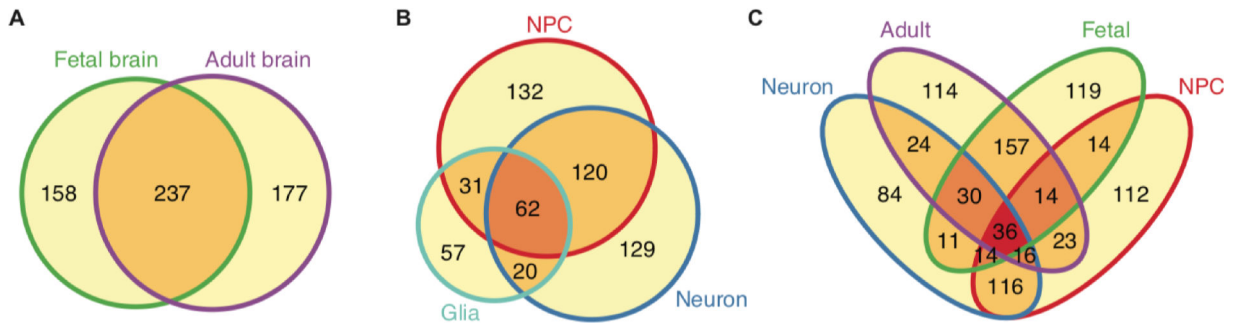 A
Fetal brain
Adult brain
158
237
177
B
NPC
132
31
120
62
57
20
129
Glia
Neuron
C
Adult
Fetal
Neuron
NPC
114
119
24
157
14
84
30
14
112
11
36
23
14
16
116